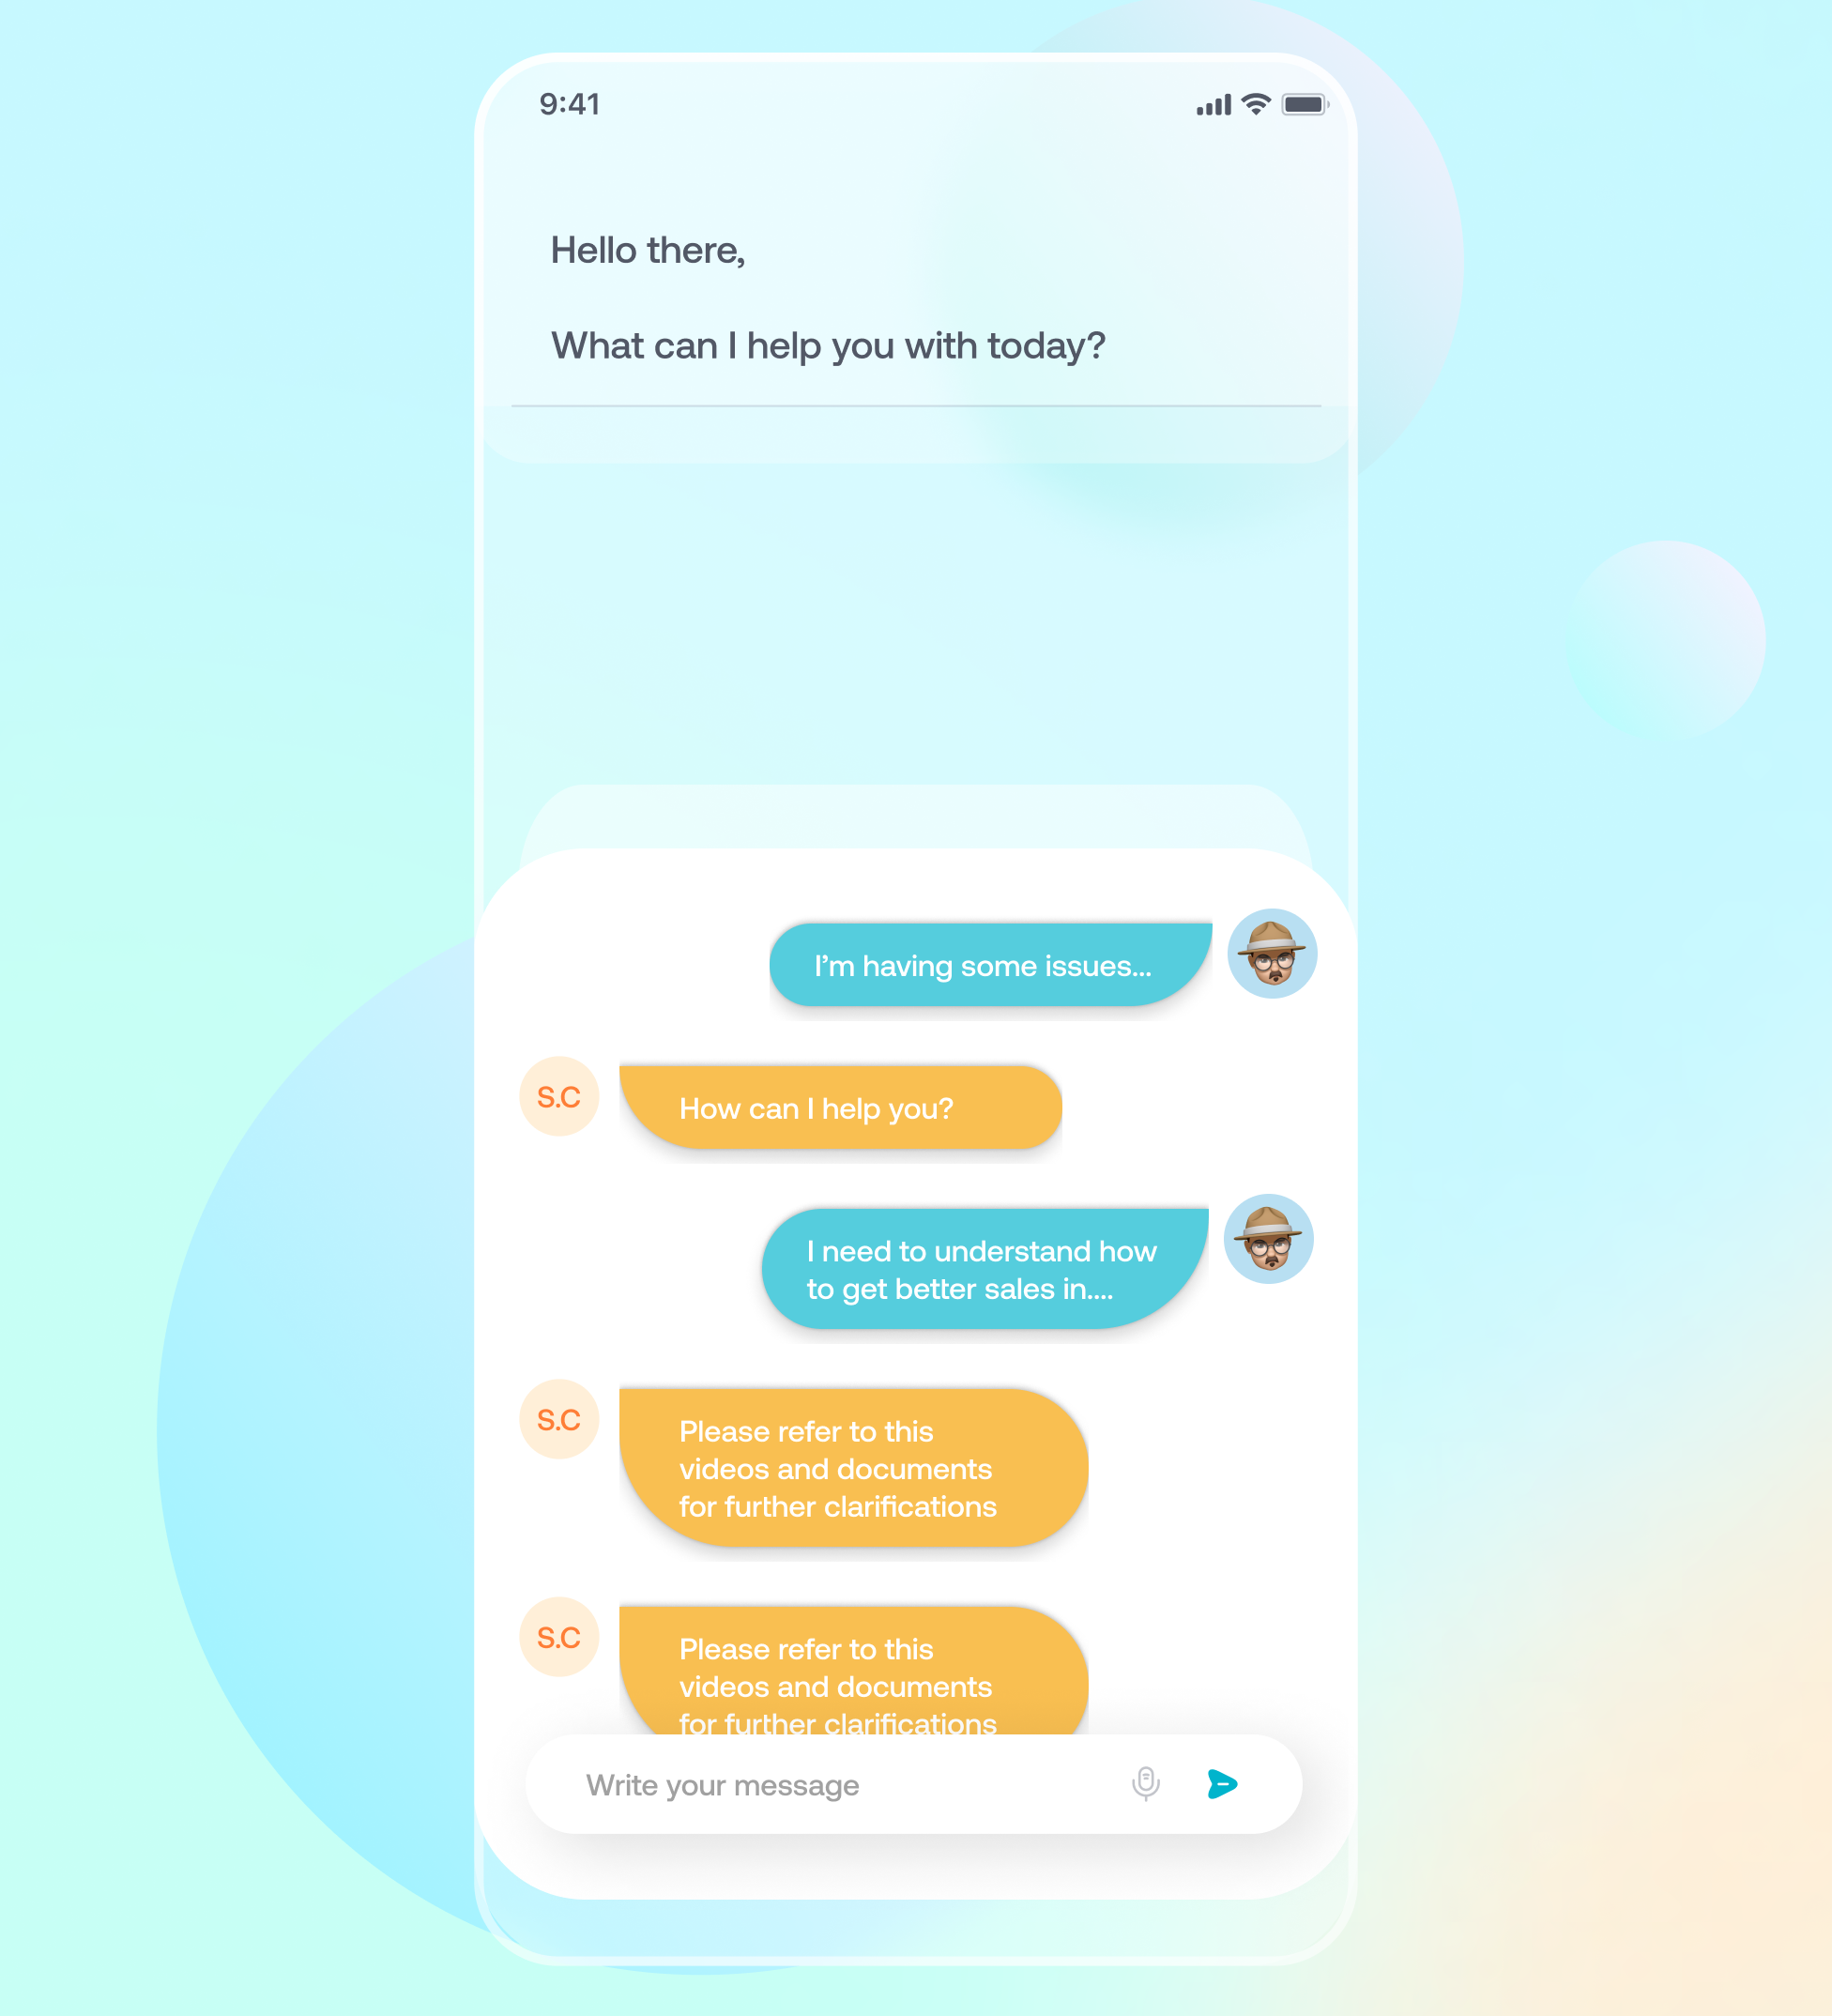 9:41
Hello there,
What can I help you with today?
I’m having some issues...
S.C
How can I help you?
I need to understand how
to get better sales in....
S.C
Please refer to this
videos and documents
for further clarifications
S.C
Please refer to this
videos and documents
for further clarifications
Write your message